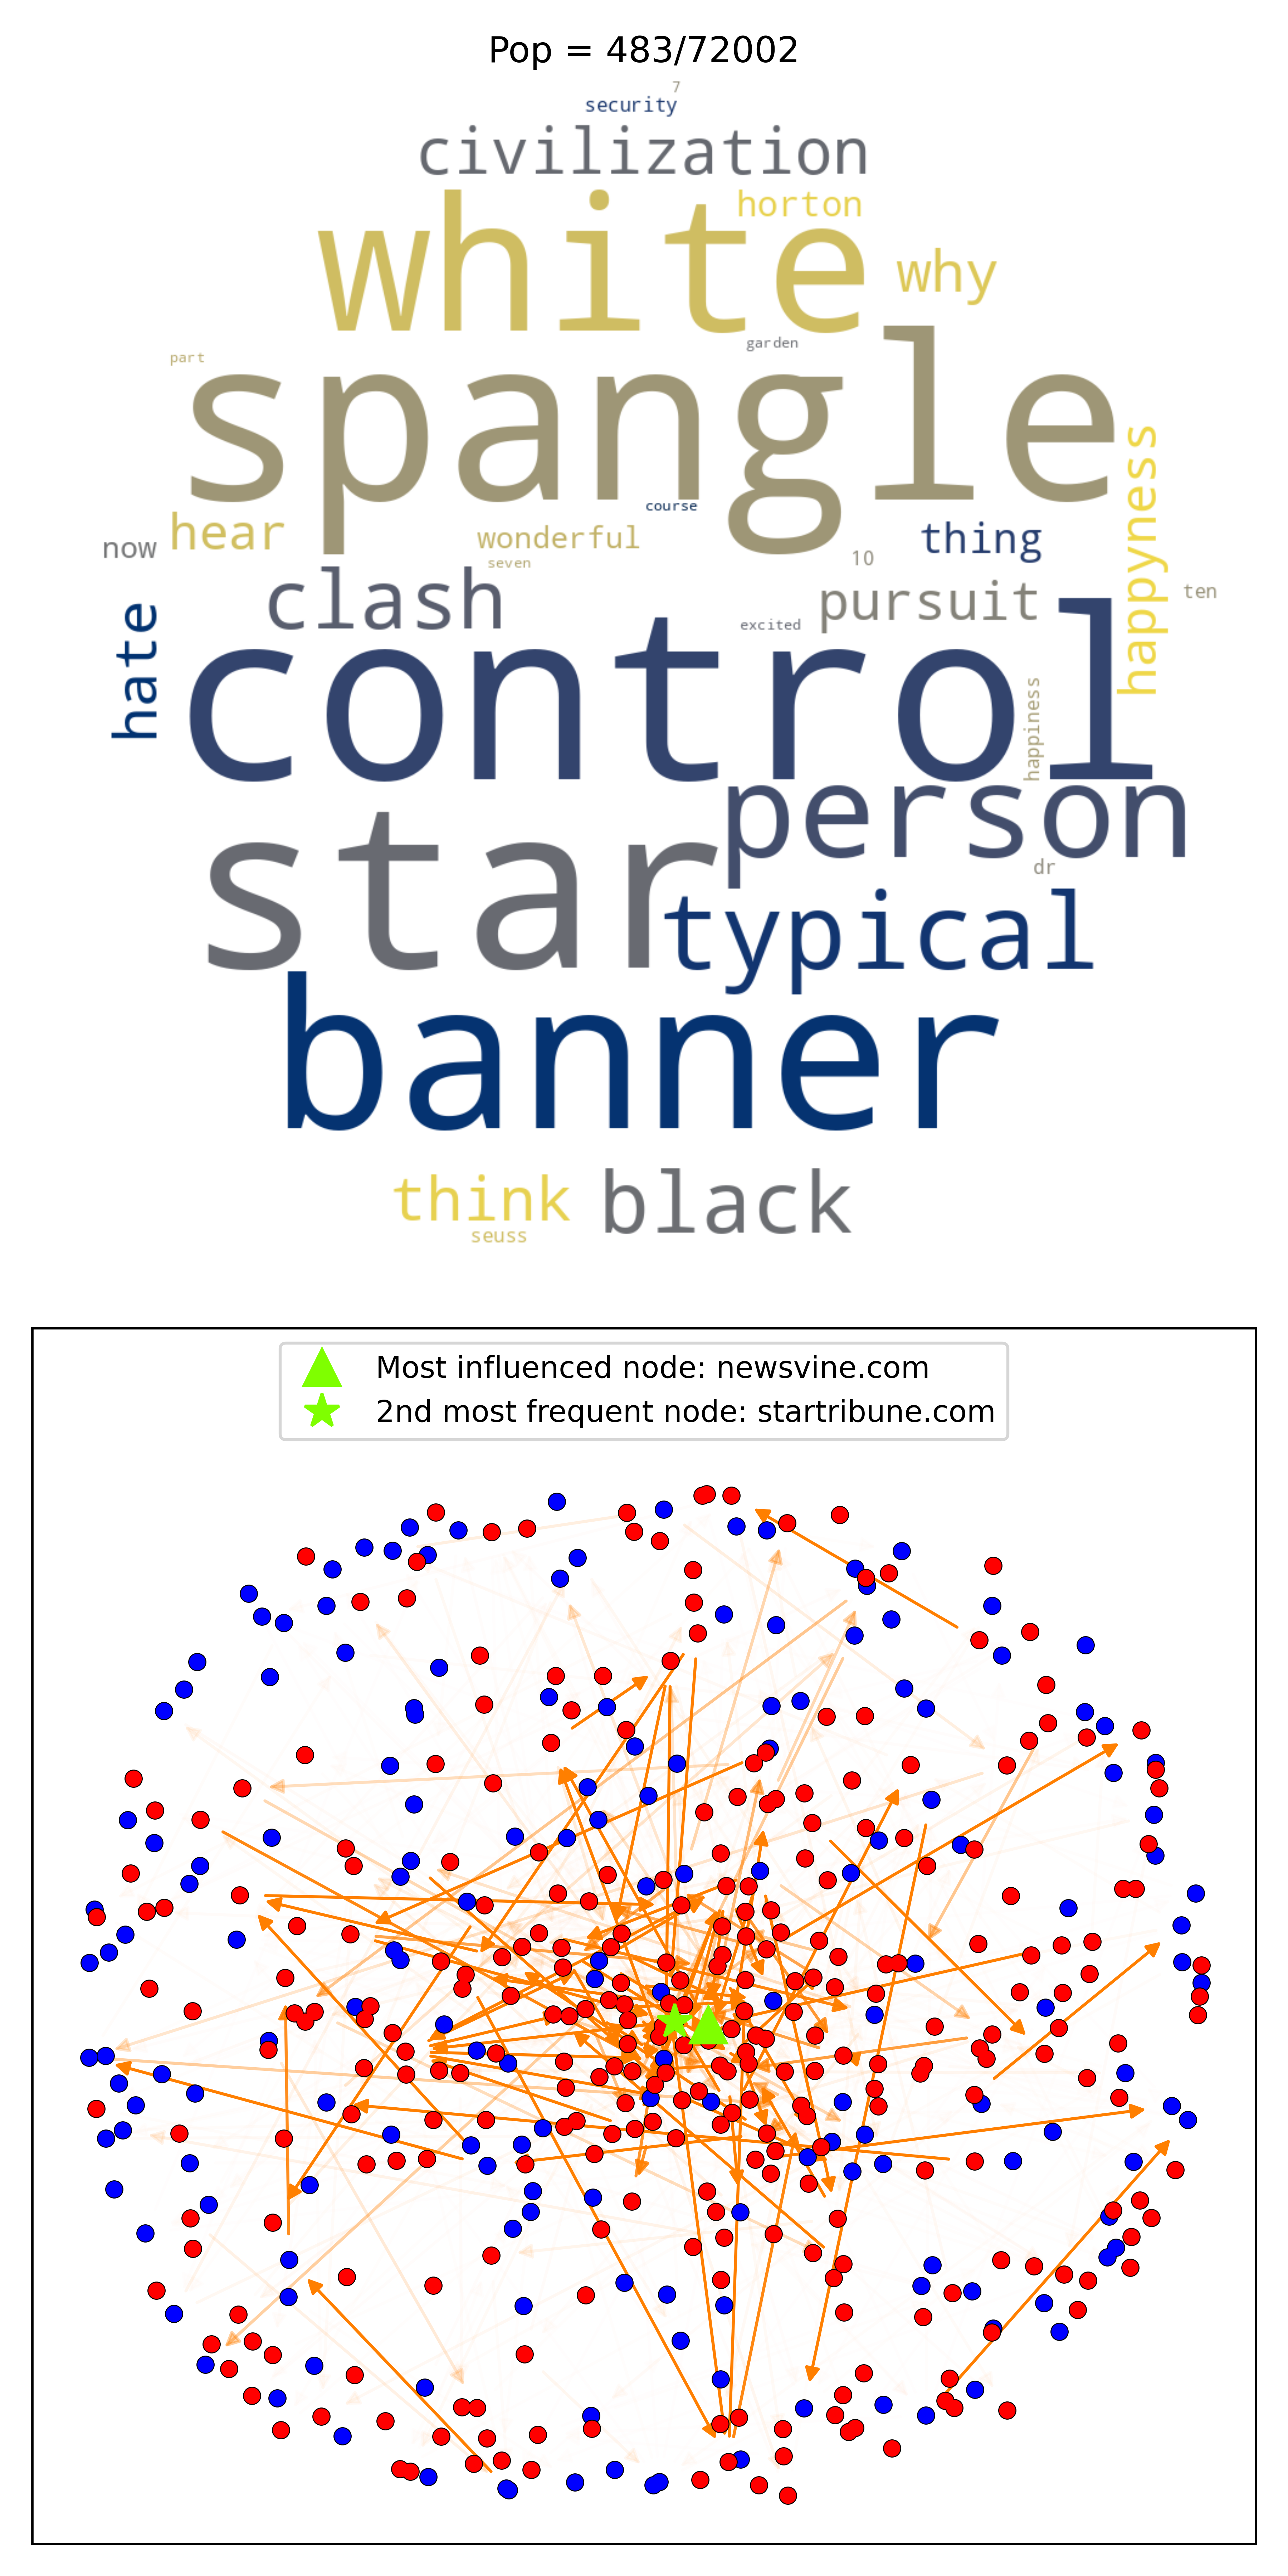 Pop = 483/72002
7
security
civilization
white
horton
why
garden
part
spangle
happyness
course
hear
wonderful
thing
now
seven
10
clash
pursuit
ten
hate
excited
control
happiness
person
star
dr
typical
banner
think
black
seuss
Most influenced node: newsvine.com
2nd most frequent node: startribune.com